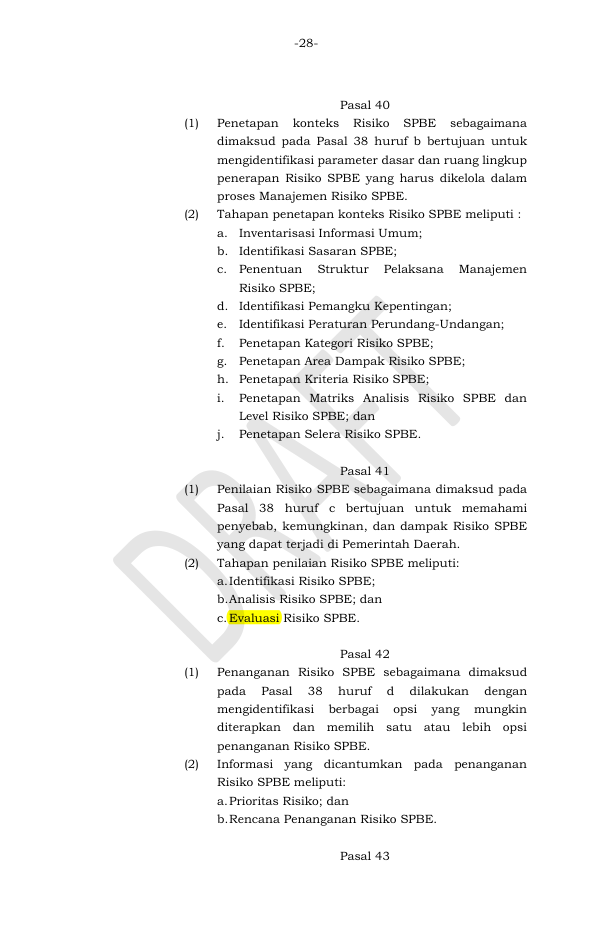 -28-
Pasal 40
(1) Penetapan konteks Risiko SPBE sebagaimana
dimaksud pada Pasal 38 huruf b bertujuan untuk
mengidentifikasi parameter dasar dan ruang lingkup
penerapan Risiko SPBE yang harus dikelola dalam
proses Manajemen Risiko SPBE.
(2) Tahapan penetapan konteks Risiko SPBE meliputi :
a. Inventarisasi Informasi Umum;
b. Identifikasi Sasaran SPBE;
c. Penentuan Struktur Pelaksana Manajemen
Risiko SPBE;
d. Identifikasi Pemangku Kepentingan;
e. Identifikasi Peraturan Perundang-Undangan;
f. Penetapan Kategori Risiko SPBE;
g. Penetapan Area Dampak Risiko SPBE;
h. Penetapan Kriteria Risiko SPBE;
i. Penetapan Matriks Analisis Risiko SPBE dan
Level Risiko SPBE; dan
j. Penetapan Selera Risiko SPBE.
Pasal 41
(1) Penilaian Risiko SPBE sebagaimana dimaksud pada
Pasal 38 huruf c bertujuan untuk memahami
penyebab, kemungkinan, dan dampak Risiko SPBE
yang dapat terjadi di Pemerintah Daerah.
(2) Tahapan penilaian Risiko SPBE meliputi:
a. Identifikasi Risiko SPBE;
b. Analisis Risiko SPBE; dan
c. Evaluasi Risiko SPBE.
Pasal 42
(1) Penanganan Risiko SPBE sebagaimana dimaksud
pada Pasal 38 huruf d dilakukan dengan
mengidentifikasi berbagai opsi yang mungkin
diterapkan dan memilih satu atau lebih opsi
penanganan Risiko SPBE.
(2) Informasi yang dicantumkan pada penanganan
Risiko SPBE meliputi:
a. Prioritas Risiko; dan
b. Rencana Penanganan Risiko SPBE.
Pasal 43
DRAFT